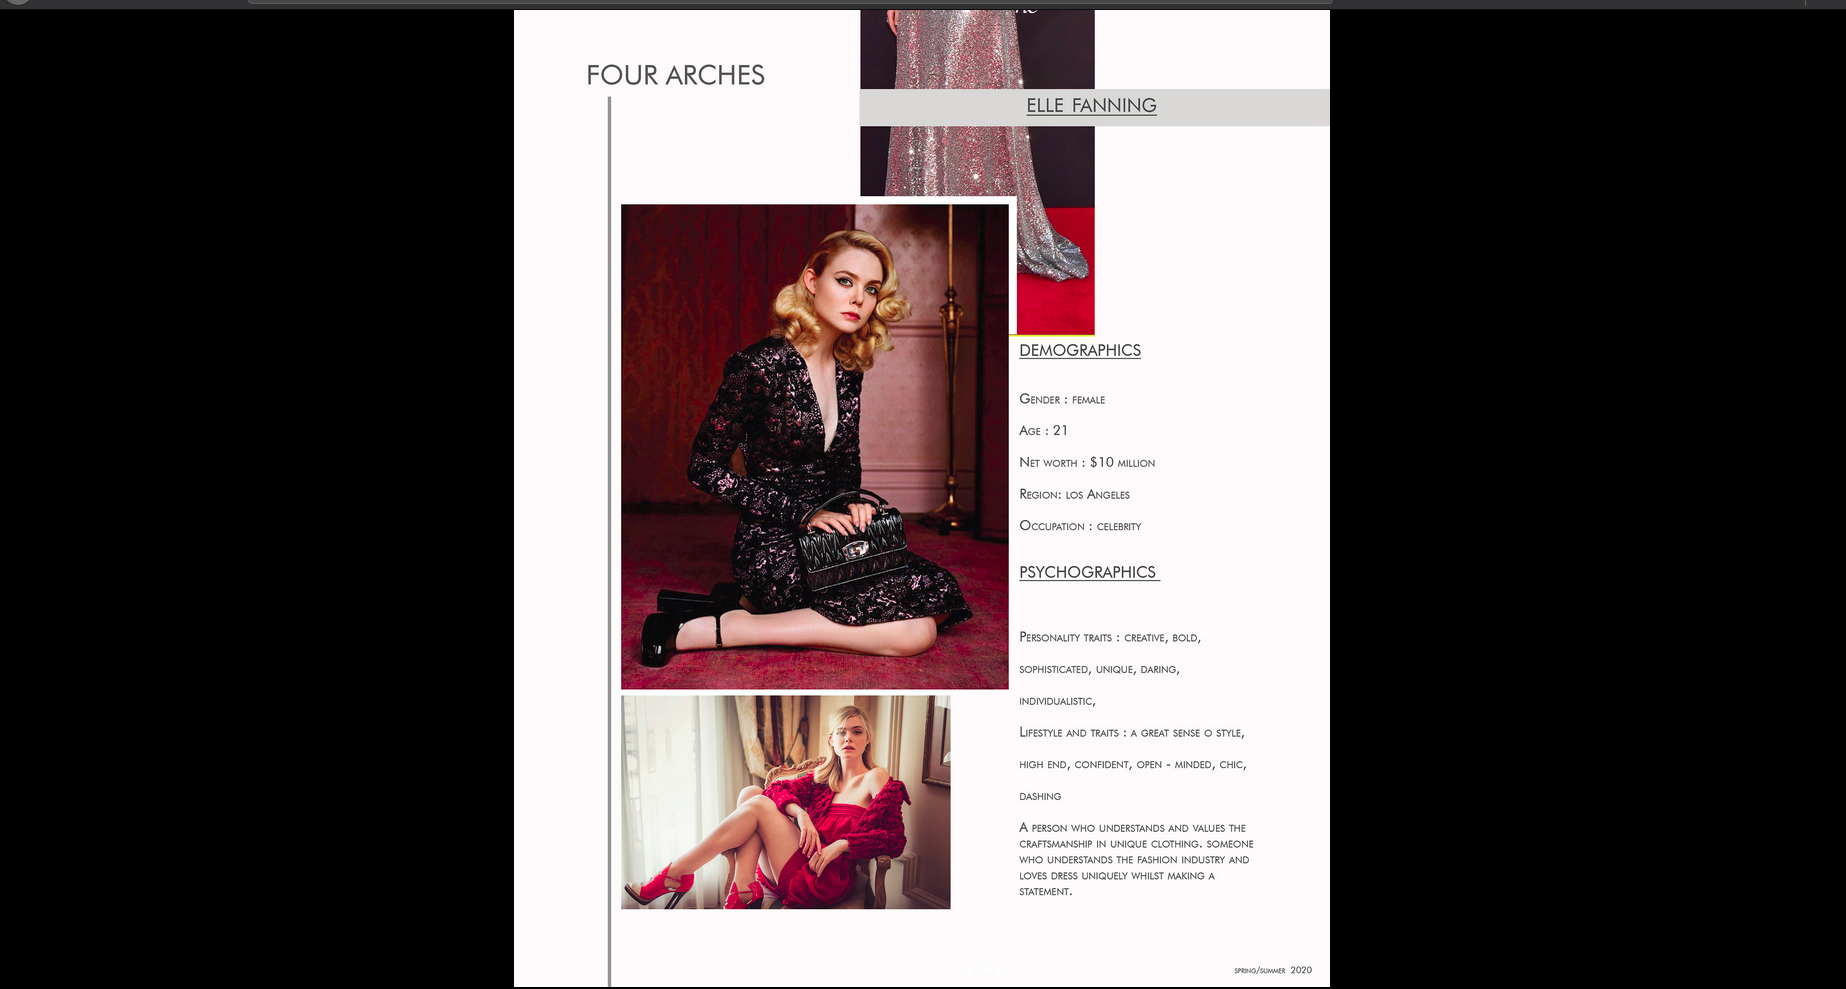 FOUR ARCHES
ELLE FANNING
DEMOGRAPHICS
Gender : female
Age : 21
Net worth : $10 million
Region: los Angeles
Occupation : celebrity
PSYCHOGRAPHICS
Personality traits : creative, bold,
sophisticated, unique, daring,
individualistic,
Lifestyle and traits : a great sense o style,
high end, confident, open - minded, chic,
dashing
A person who understands and values the
craftsmanship in unique clothing. someone
who understands the fashion industry and
loves dress uniquely whilst making a
statement.
spring/summer 2020